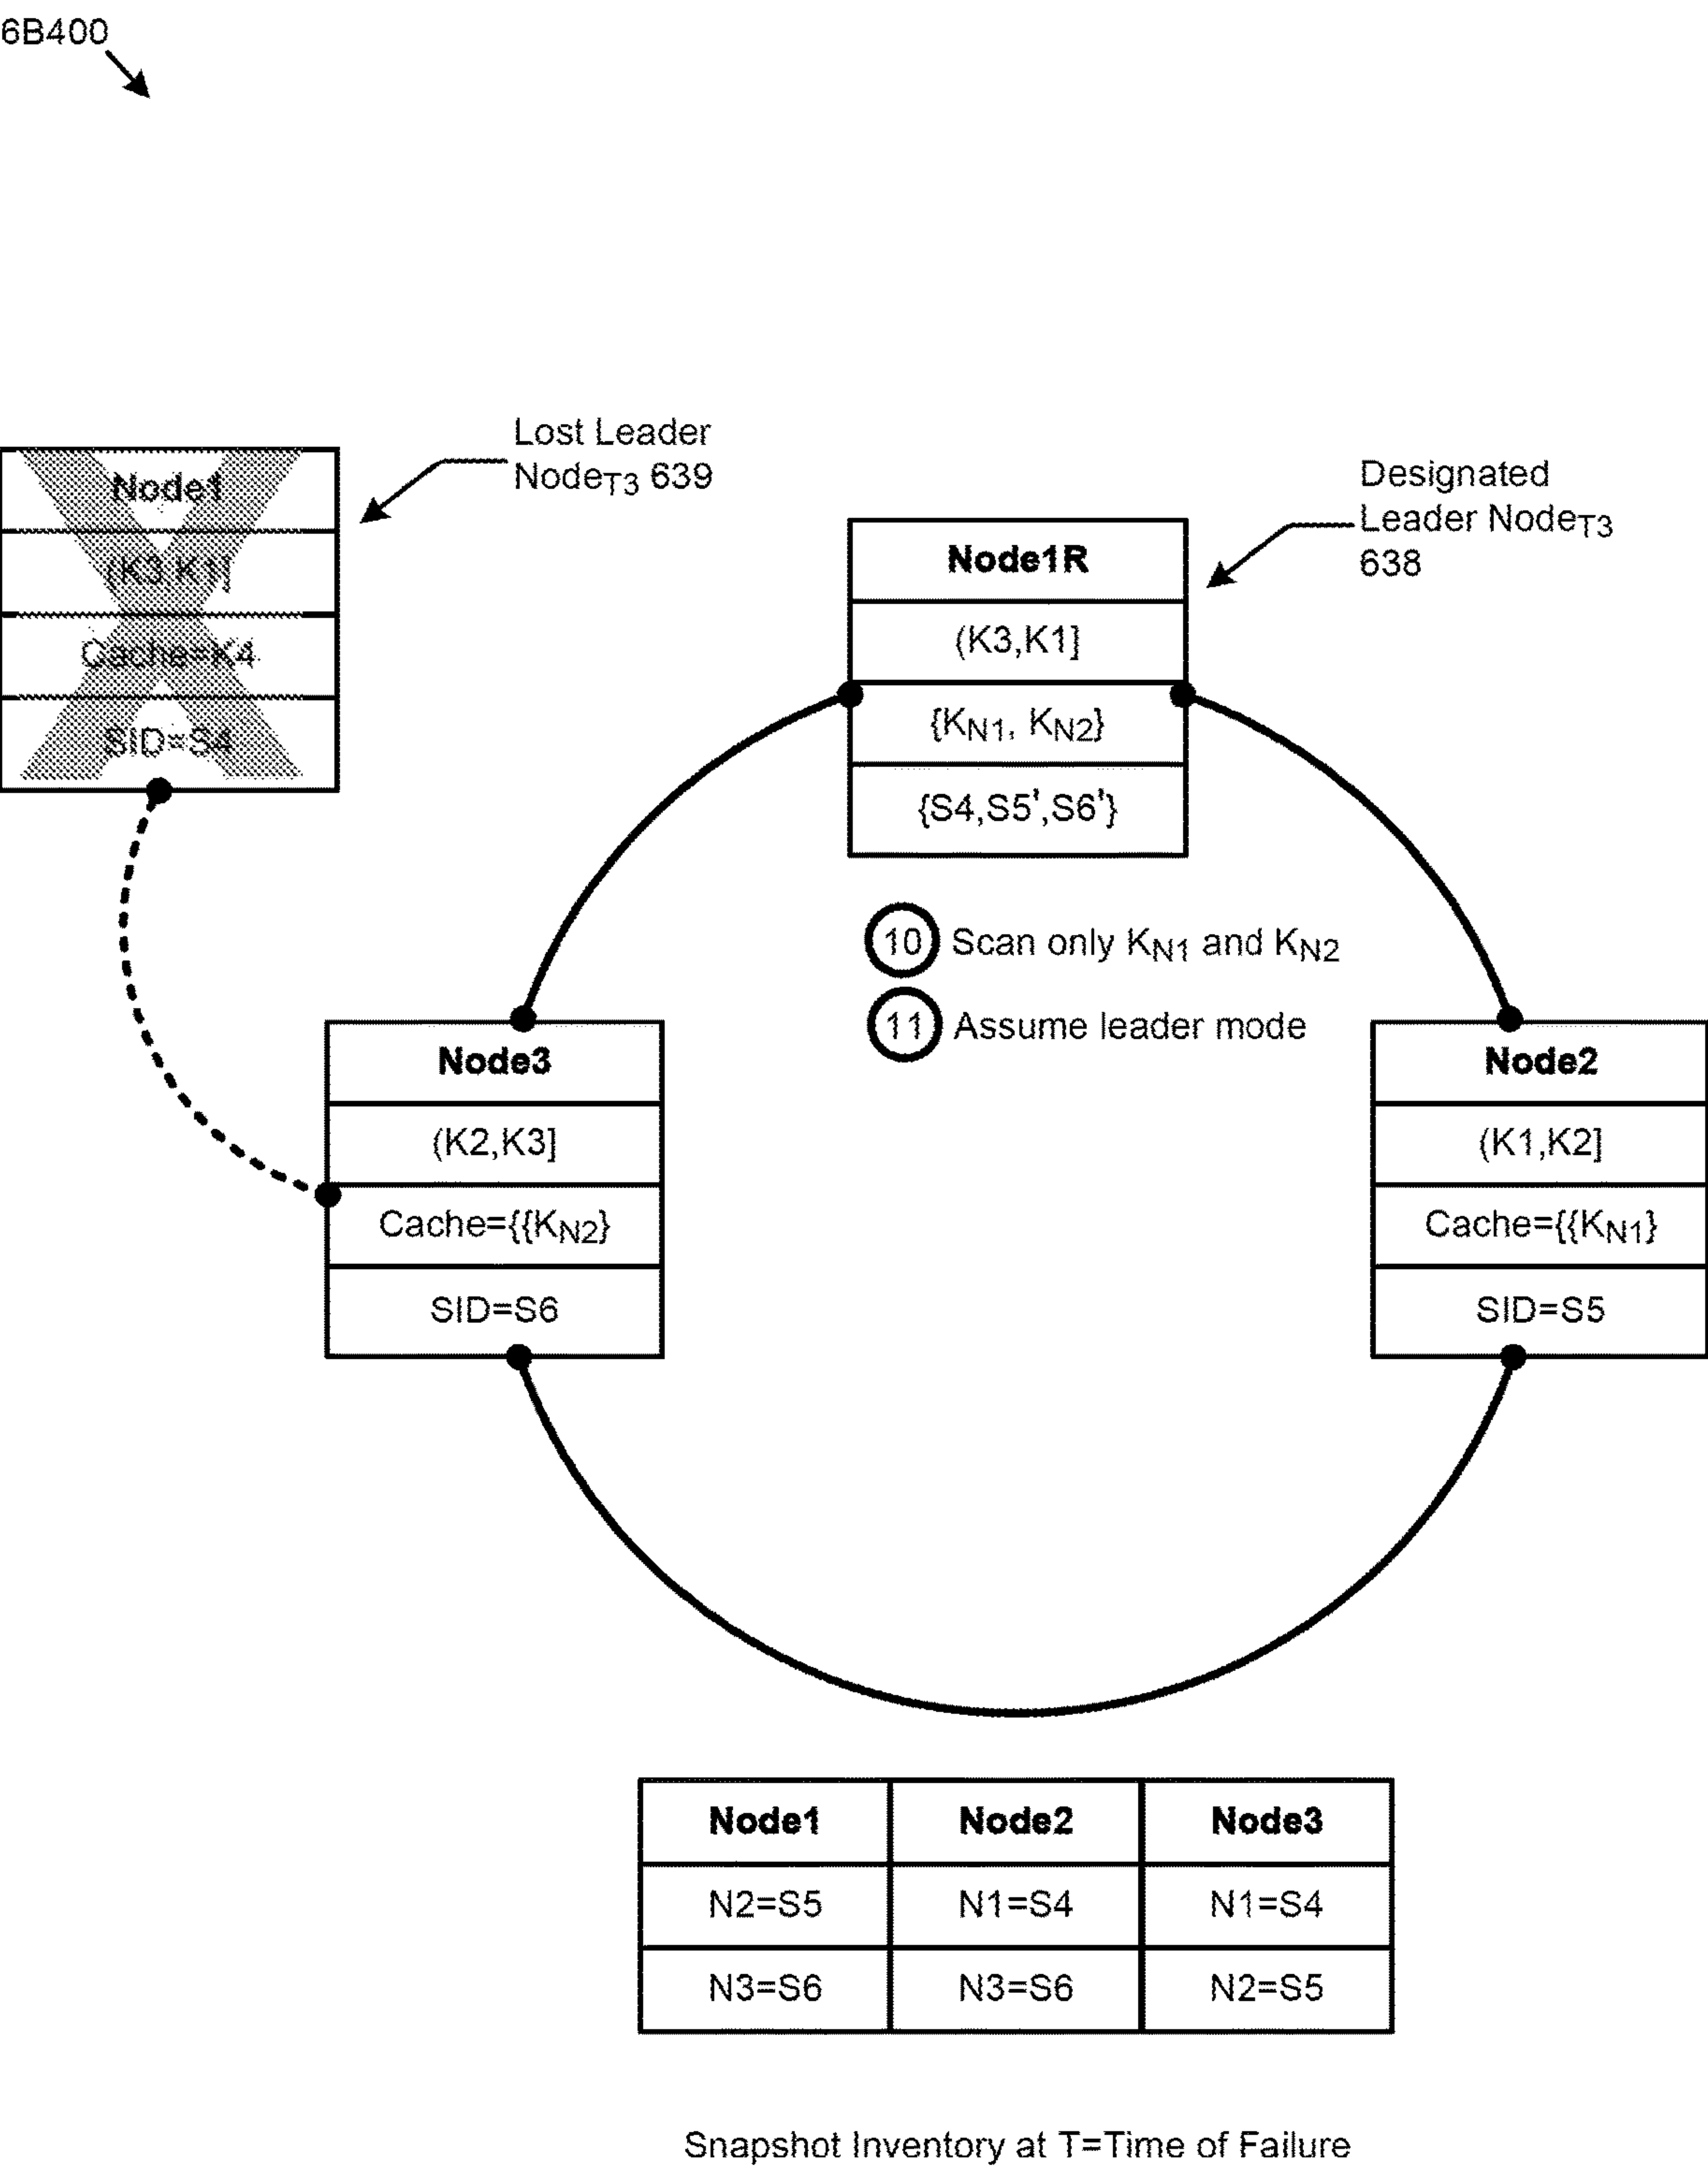 6B400
Lost Leader
NodeT3 639
Node1
(K3,K1]
Cache=K4
SID=S4
Designated
Leader NodeT3
638
Node1R
(K3,K1]
{KN1, KN2}
{S4,S5',S6'}
10 Scan only KN1 and KN2
11 Assume leader mode
Node3
(K2,K3]
Cache={{KN2}
SID=S6
Node2
(K1,K2]
Cache={{KN1}
SID=S5
Node1 Node2 Node3
N2=S5 N1=S4 N1=S4
N3=S6 N3=S6 N2=S5
Snapshot Inventory at T=Time of Failure